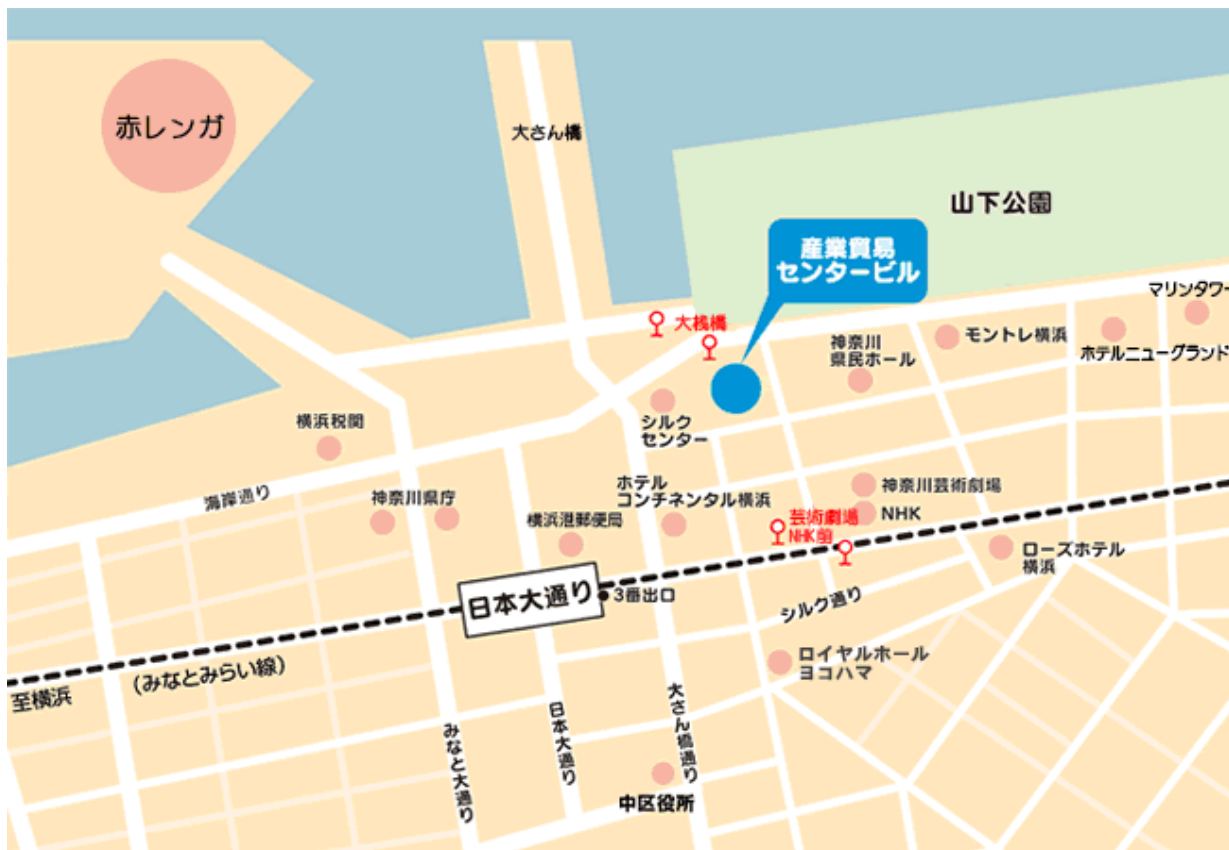 赤レンガ
大さん橋
山下公園
産業貿易
センタービル
マリンタワー
大桟橋
神奈川
県民ホール
モントレ横浜
ホテルニューグランド
横浜税関
シルク
センター
海岸通り
神奈川県庁
ホテル
コンチネンタル横浜
横浜港郵便局
神奈川芸術劇場
NHK
芸術劇場
NHK前
ローズホテル
横浜
日本大通り
3番出口
シルク通り
至横浜
(みなとみらい線)
ロイヤルホール
ヨコハマ
みなと大通り
日本大通り
大さん橋通り
中区役所